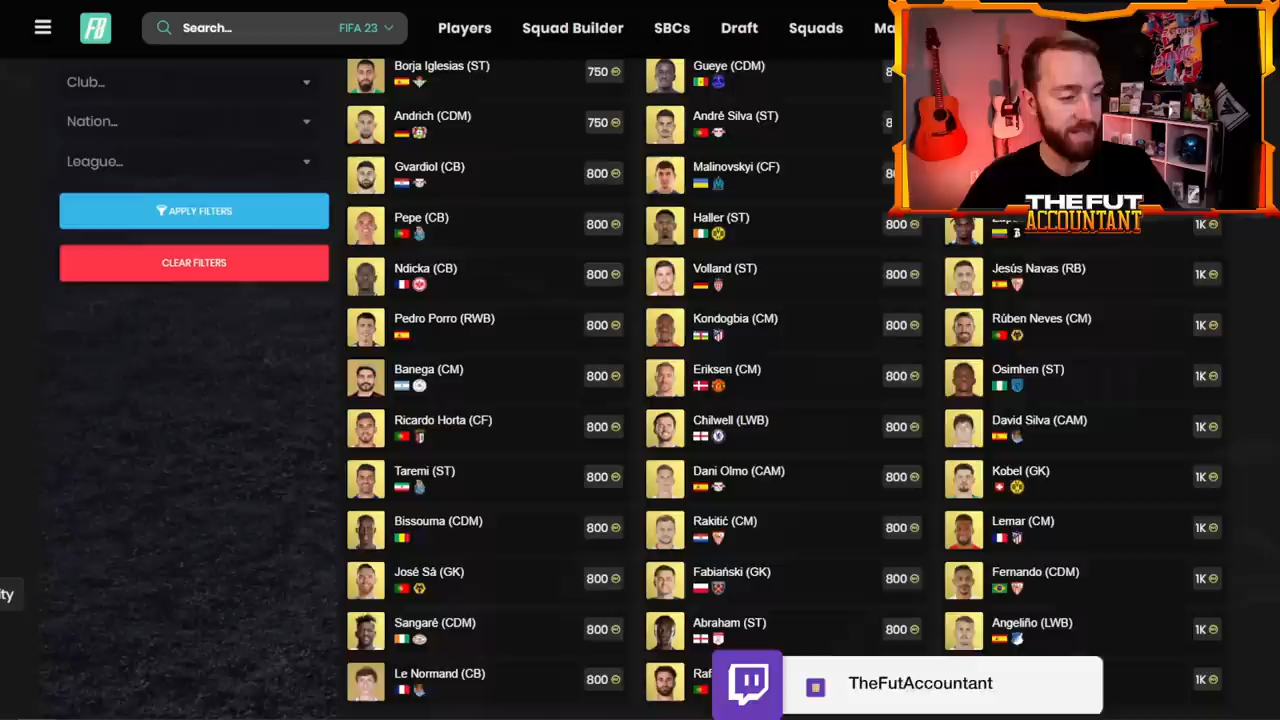 FB Search... FIFA 23 Players Squad Builder SBCs Draft Squads
Club...
Nation...
League...
APPLY FILTERS
CLEAR FILTERS
ty
Borja Iglesias (ST) 750
Andrich (CDM) 750
Gvardiol (CB) 800
Pepe (CB) 800
Ndicka (CB) 800
Pedro Porro (RWB) 800
Banega (CM) 800
Ricardo Horta (CF) 800
Taremi (ST) 800
Bissouma (CDM) 800
José Sá (GK) 800
Sangaré (CDM) 800
Le Normand (CB) 800
Gueye (CDM)
André Silva (ST)
Malinovskyi (CF)
Haller (ST) 800
Volland (ST) 800
Kondogbia (CM) 800
Eriksen (CM) 800
Chilwell (LWB) 800
Dani Olmo (CAM) 800
Rakitić (CM) 800
Fabiański (GK) 800
Abraham (ST) 800
1K
Jesús Navas (RB) 1K
Rúben Neves (CM) 1K
Osimhen (ST) 1K
David Silva (CAM) 1K
Kobel (GK) 1K
Lemar (CM) 1K
Fernando (CDM) 1K
Angeliño (LWB) 1K
1K
THE FUT
ACCOUNTANT
TheFutAccountant